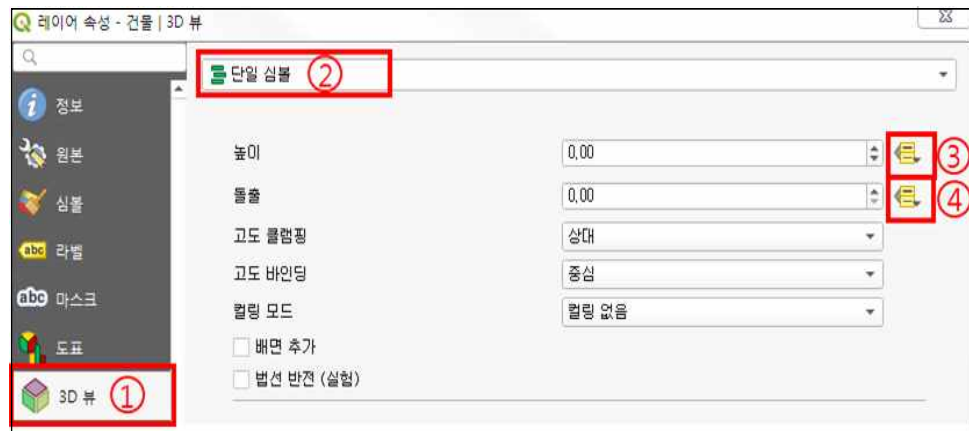 레이어 속성 - 건물 | 3D 뷰
단일 심볼 ②
정보
원본
심볼
abc 라벨
abc 마스크
도표
3D 뷰 ①
높이 0,00 ③
돌출 0,00 ④
고도 클램핑 상대
고도 바인딩 중심
컬링 모드 컬링 없음
배면 추가
법선 반전 (실험)